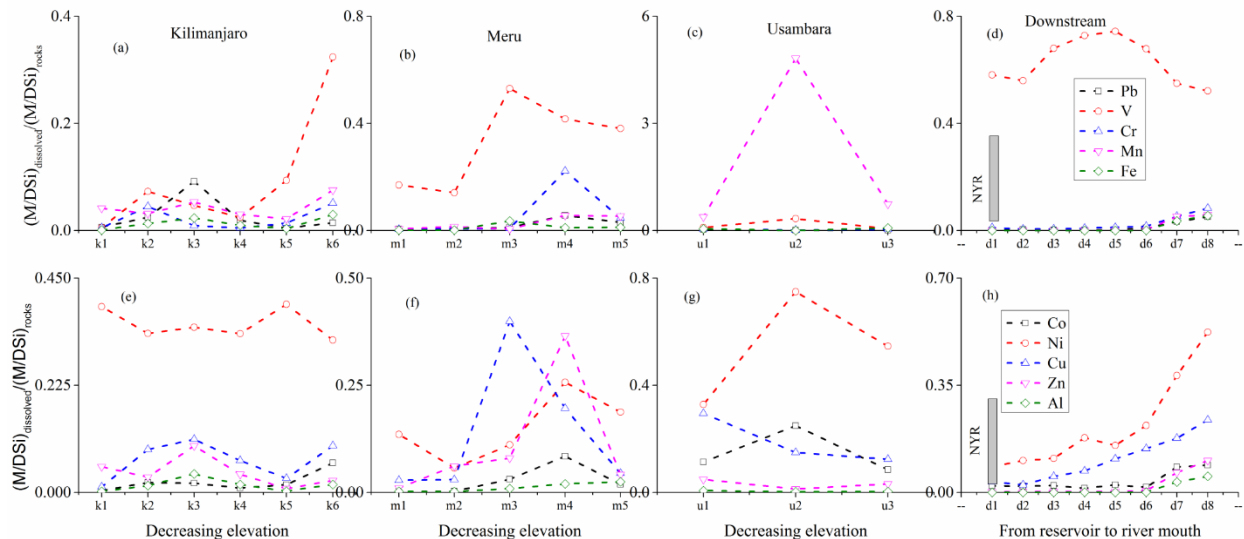 (M/DSi)dissolved/(M/DSi)rocks
0.4
0.2
0.0
(a)
Kilimanjaro
k1 k2 k3 k4 k5 k6
0.8
0.4
0.0
(b)
Meru
m1 m2 m3 m4 m5
6
3
0
(c)
Usambara
u1 u2 u3
0.8
0.4
0.0
(d)
Downstream
Pb
V
Cr
Mn
Fe
NYR
-- d1 d2 d3 d4 d5 d6 d7 d8 --
(M/DSi)dissolved/(M/DSi)rocks
0.450
0.225
0.000
(e)
k1 k2 k3 k4 k5 k6
Decreasing elevation
0.50
0.25
0.00
(f)
m1 m2 m3 m4 m5
Decreasing elevation
0.8
0.4
0.0
(g)
u1 u2 u3
Decreasing elevation
0.70
0.35
0.00
(h)
Co
Ni
Cu
Zn
Al
NYR
-- d1 d2 d3 d4 d5 d6 d7 d8 --
From reservoir to river mouth